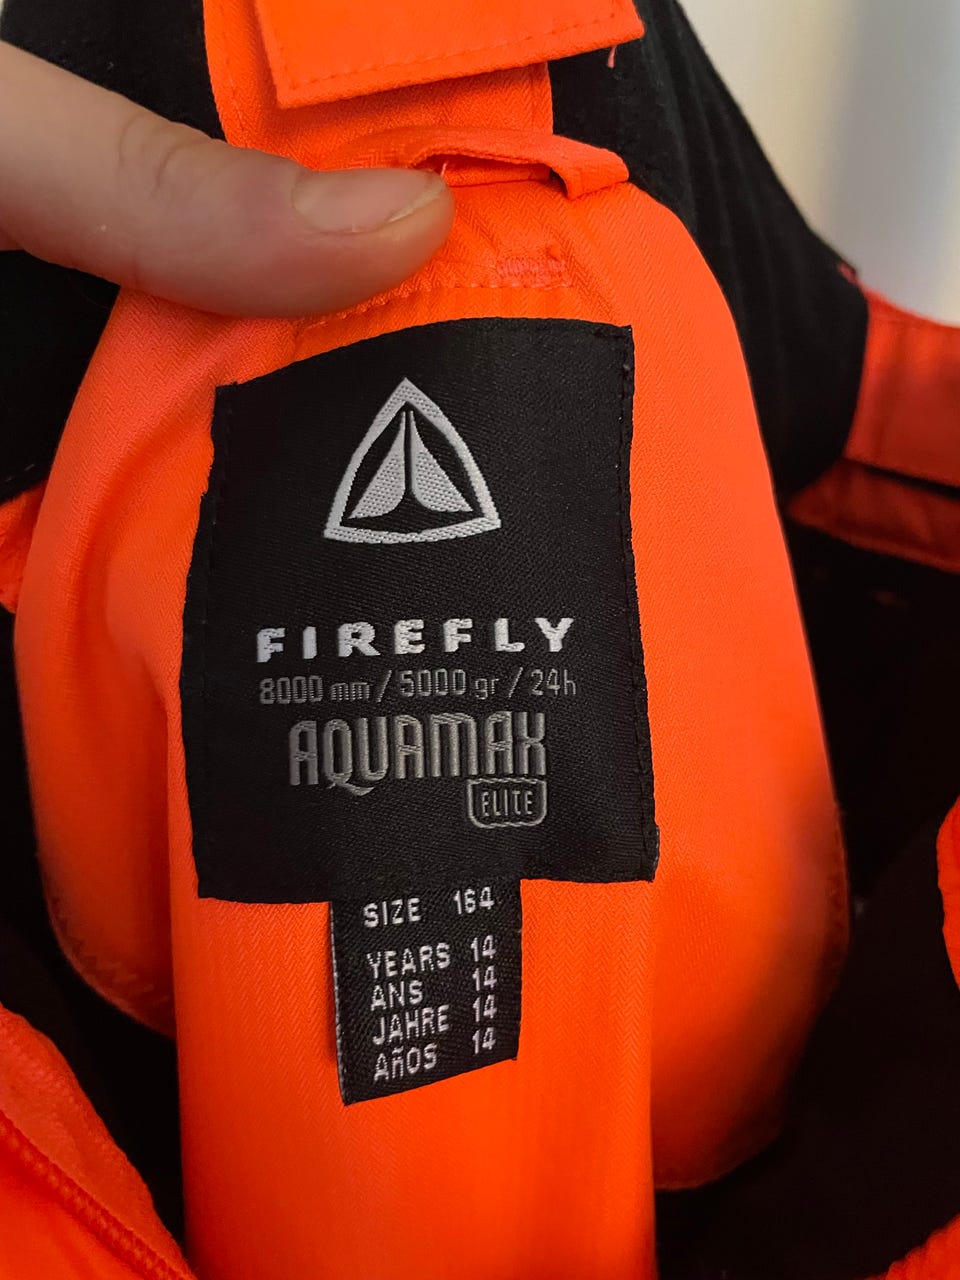 FIREFLY
8000 mm / 5000 gr / 24h
AQUAMAX
ELITE
SIZE 164
YEARS 14
ANS 14
JAHRE 14
AÑOS 14